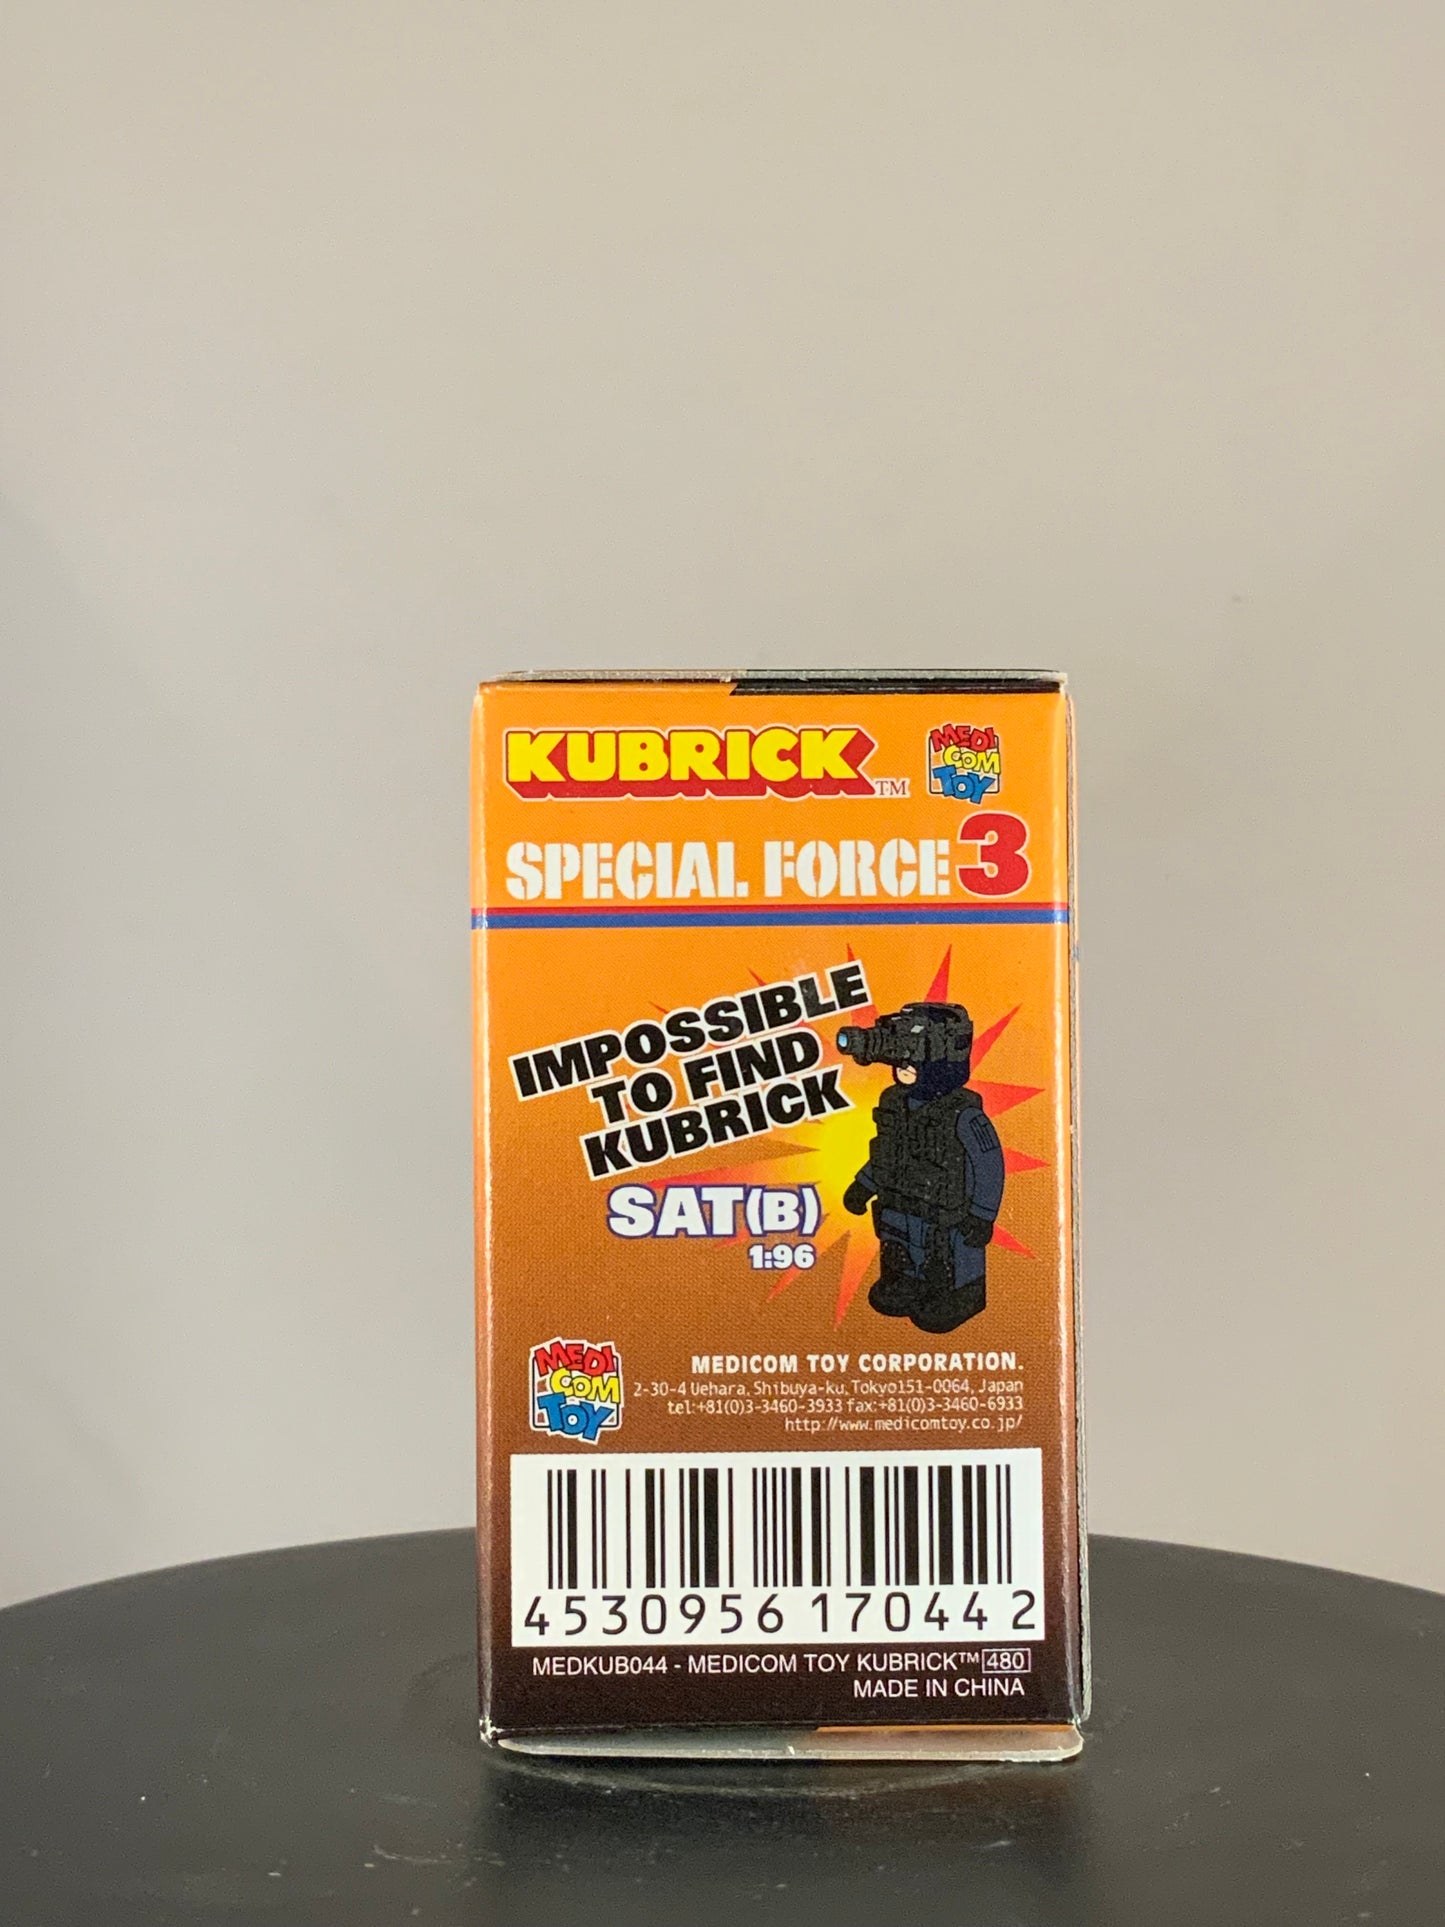 KUBRICK TM MEDI COM TOY
SPECIAL FORCE 3
IMPOSSIBLE
TO FIND
KUBRICK
SAT(B)
1:96
MEDI COM TOY
MEDICOM TOY CORPORATION.
2-30-4 Uehara, Shibuya-ku, Tokyo151-0064, Japan
tel:+81(0)3-3460-3933 fax:+81(0)3-3460-6933
http://www.medicomtoy.co.jp/
4530956170442
MEDKUB044 - MEDICOM TOY KUBRICK™ 480
MADE IN CHINA